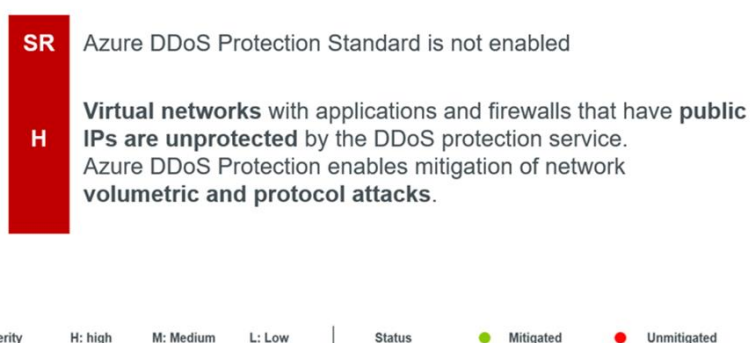 SR Azure DDoS Protection Standard is not enabled
Virtual networks with applications and firewalls that have public
H IPs are unprotected by the DDoS protection service.
Azure DDoS Protection enables mitigation of network
volumetric and protocol attacks.
erity H: high M: Medium L: Low Status Mitigated Unmitigated